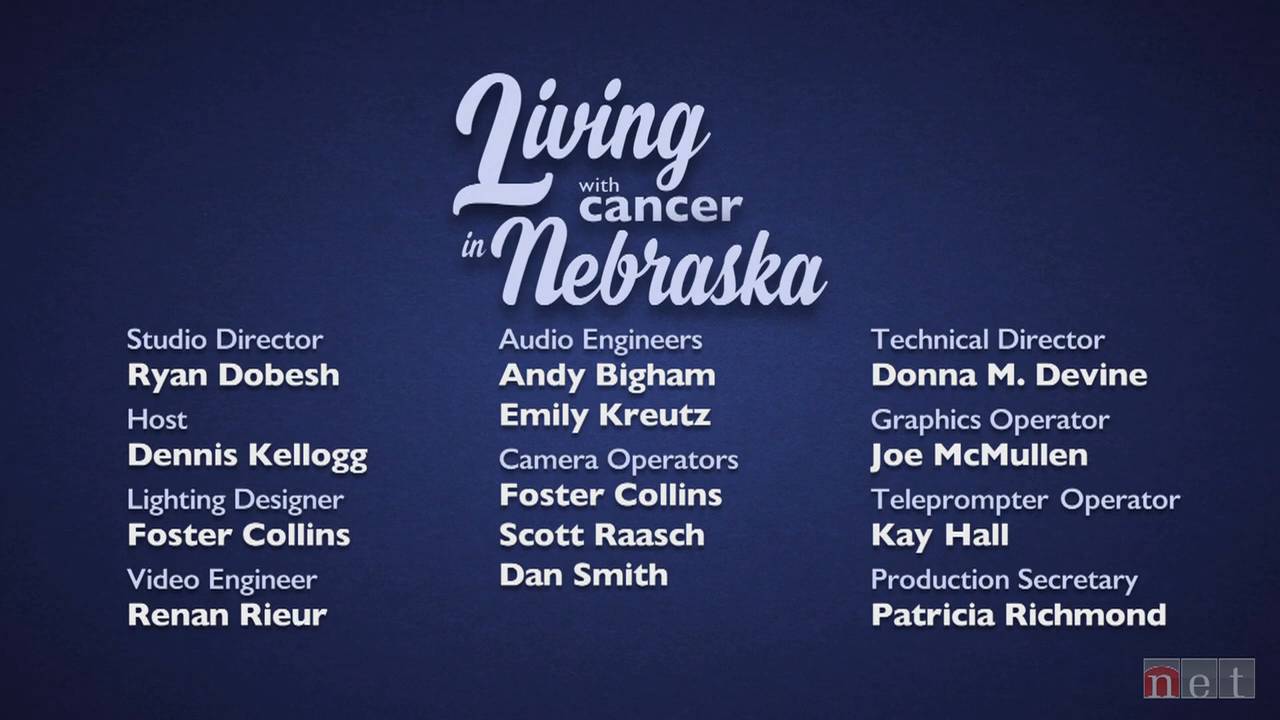 Living
with
cancer
in Nebraska
Studio Director
Ryan Dobesh
Host
Dennis Kellogg
Lighting Designer
Foster Collins
Video Engineer
Renan Rieur
Audio Engineers
Andy Bigham
Emily Kreutz
Camera Operators
Foster Collins
Scott Raasch
Dan Smith
Technical Director
Donna M. Devine
Graphics Operator
Joe McMullen
Teleprompter Operator
Kay Hall
Production Secretary
Patricia Richmond
net